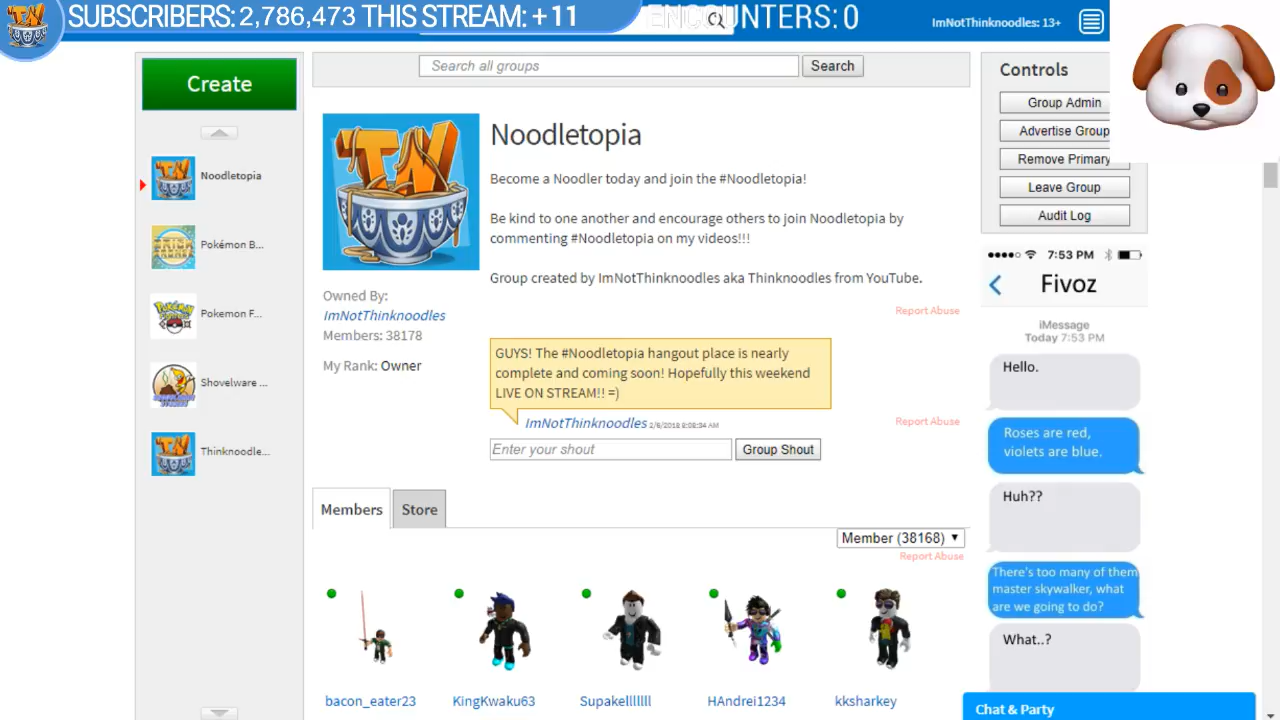 SUBSCRIBERS: 2,786,473 THIS STREAM: +11
ENCOUNTERS: 0
ImNotThinknoodles: 13+
Create
Noodletopia
Pokémon B...
Pokemon F...
Shovelware ...
Thinknoodle...
Search all groups
Search
TN
Noodletopia
Become a Noodler today and join the #Noodletopia!
Be kind to one another and encourage others to join Noodletopia by
commenting #Noodletopia on my videos!!!
Group created by ImNotThinknoodles aka Thinknoodles from YouTube.
Report Abuse
Owned By:
ImNotThinknoodles
Members: 38178
My Rank: Owner
GUYS! The #Noodletopia hangout place is nearly
complete and coming soon! Hopefully this weekend
LIVE ON STREAM!! =)
ImNotThinknoodles 2/6/2018 8:08:34 AM
Report Abuse
Enter your shout
Group Shout
Members
Store
Member (38168)
Report Abuse
bacon_eater23
KingKwaku63
Supakelllllll
HAndrei1234
kksharkey
Controls
Group Admin
Advertise Group
Remove Primary
Leave Group
Audit Log
7:53 PM
Fivoz
iMessage
Today 7:53 PM
Hello.
Roses are red,
violets are blue.
Huh??
There's too many of them
master skywalker, what
are we going to do?
What..?
Chat & Party